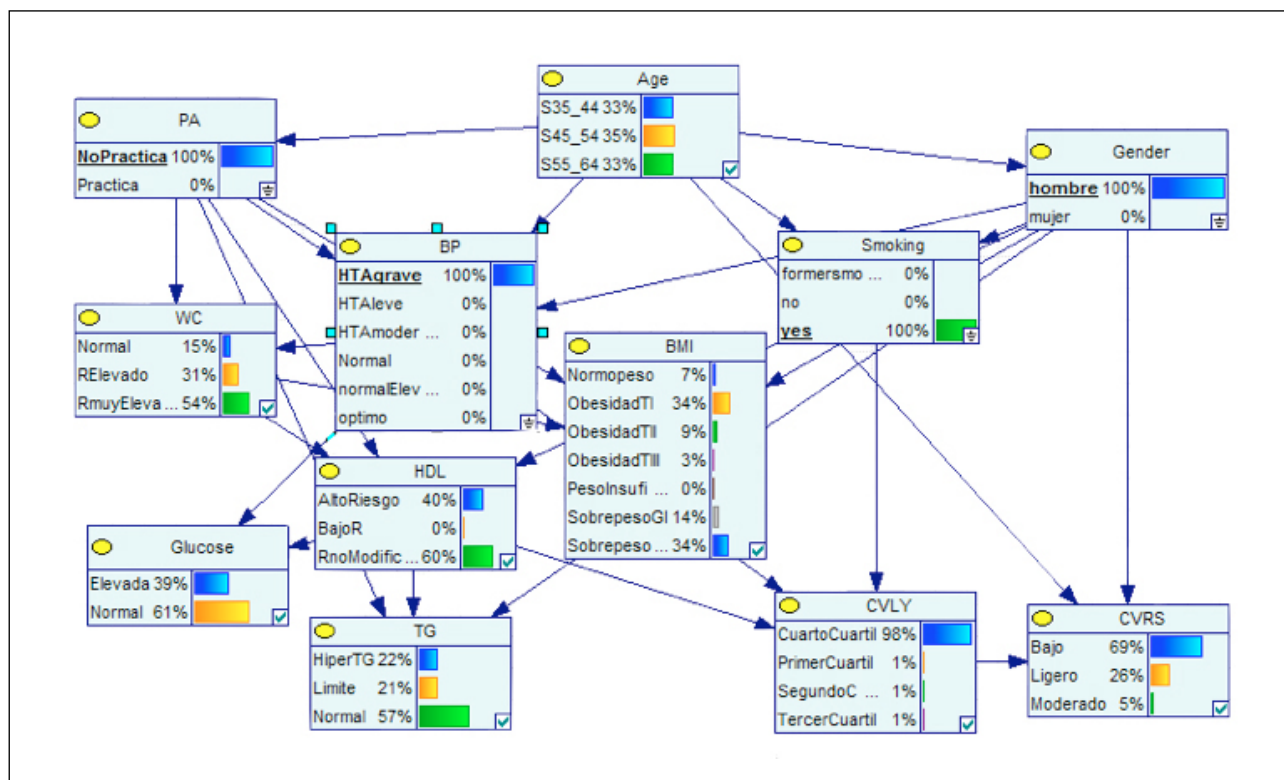 Age
S35_44 33%
S45_54 35%
S55_64 33%
PA
NoPractica 100%
Practica 0%
Gender
hombre 100%
mujer 0%
BP
HTAgrave 100%
HTAleve 0%
HTAmoder ... 0%
Normal 0%
normalElev ... 0%
optimo 0%
Smoking
formersmo ... 0%
no 0%
yes 100%
WC
Normal 15%
RElevado 31%
RmuyEleva ... 54%
BMI
Normopeso 7%
ObesidadTI 34%
ObesidadTII 9%
ObesidadTIII 3%
PesoInsufi ... 0%
SobrepesoGI 14%
Sobrepeso ... 34%
HDL
AltoRiesgo 40%
BajoR 0%
RnoModific ... 60%
Glucose
Elevada 39%
Normal 61%
TG
HiperTG 22%
Limite 21%
Normal 57%
CVLY
CuartoCuartil 98%
PrimerCuartil 1%
SegundoC ... 1%
TercerCuartil 1%
CVRS
Bajo 69%
Ligero 26%
Moderado 5%